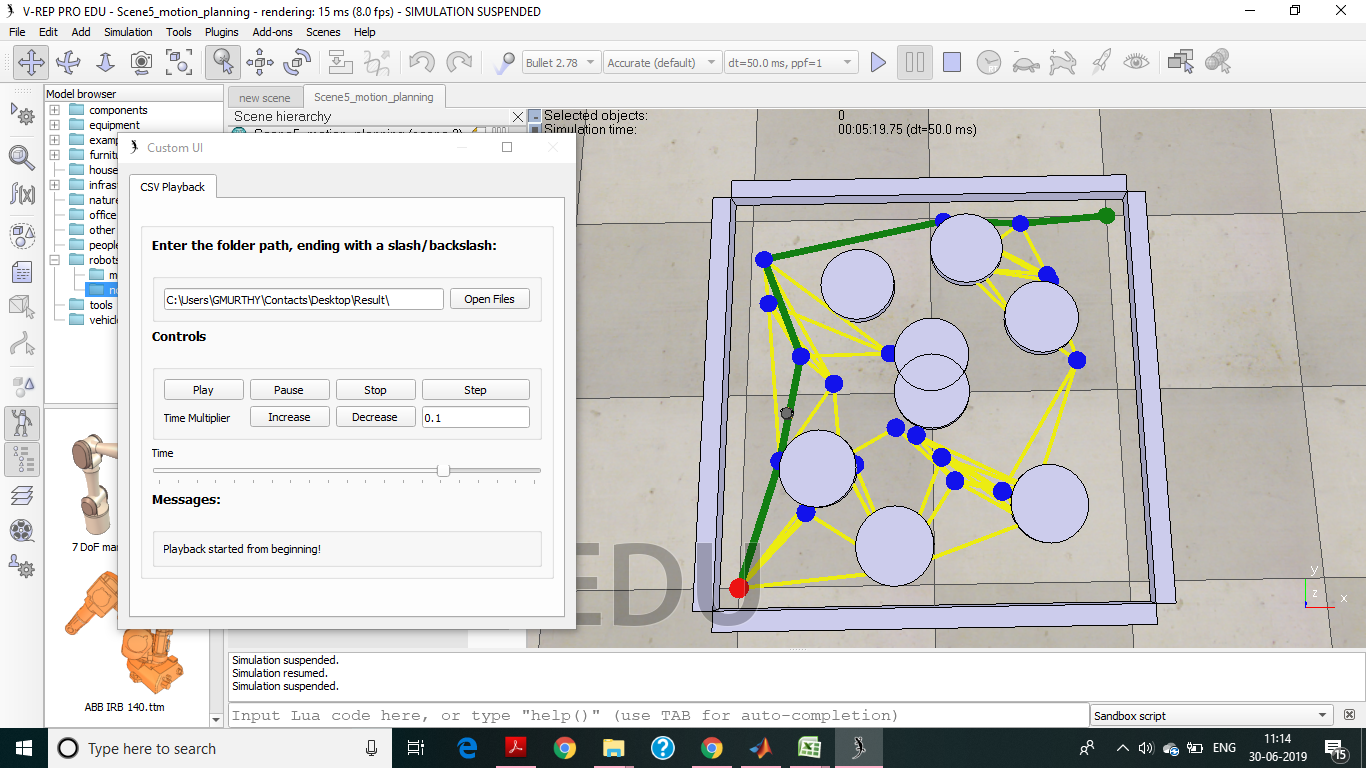 V-REP PRO EDU - Scene5_motion_planning - rendering: 15 ms (8.0 fps) - SIMULATION SUSPENDED
File Edit Add Simulation Tools Plugins Add-ons Scenes Help
Bullet 2.78 Accurate (default) dt=50.0 ms, ppf=1
Model browser
new scene Scene5_motion_planning
Scene hierarchy
Selected objects: 0
Simulation time: 00:05:19.75 (dt=50.0 ms)
components
equipment
examp
furnitu
house
infras
nature
office
other
people
robots
m
no
tools
vehicle
Custom UI
CSV Playback
Enter the folder path, ending with a slash/backslash:
C:\Users\GMURTHY\Contacts\Desktop\Result\
Open Files
Controls
Play Pause Stop Step
Time Multiplier Increase Decrease 0.1
Time
Messages:
Playback started from beginning!
EDU
y
z x
7 DoF man
ABB IRB 140.ttm
Simulation suspended.
Simulation resumed.
Simulation suspended.
Input Lua code here, or type "help()" (use TAB for auto-completion)
Sandbox script
Type here to search
ENG
11:14
30-06-2019
15